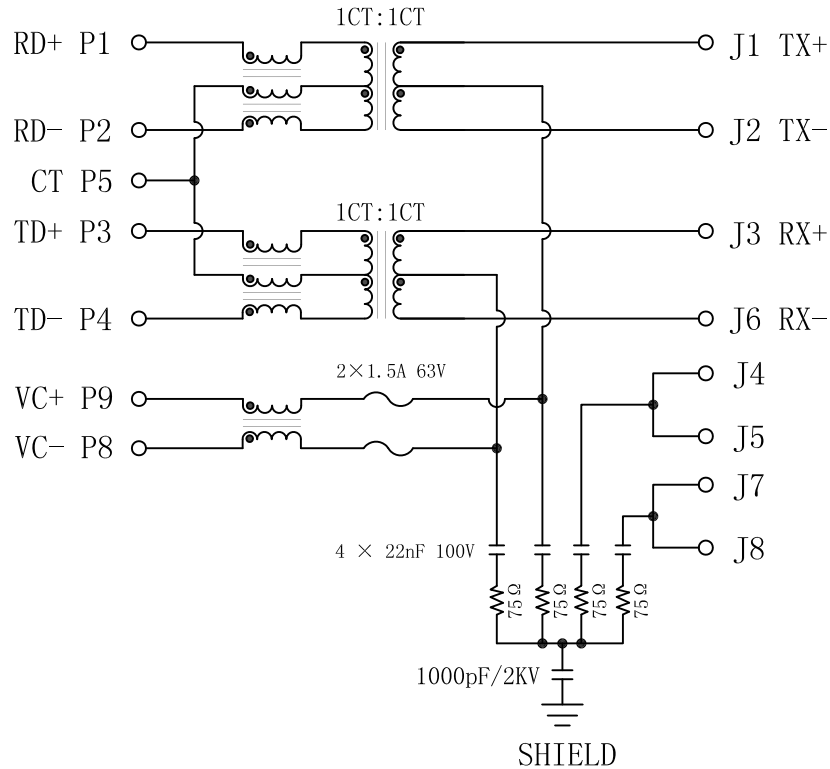 1CT:1CT
RD+ P1
J1 TX+
RD- P2
J2 TX-
CT P5
1CT:1CT
TD+ P3
J3 RX+
TD- P4
J6 RX-
2×1.5A 63V
J4
VC+ P9
J5
VC- P8
J7
4 × 22nF 100V
J8
75Ω
75Ω
75Ω
75Ω
1000pF/2KV
SHIELD